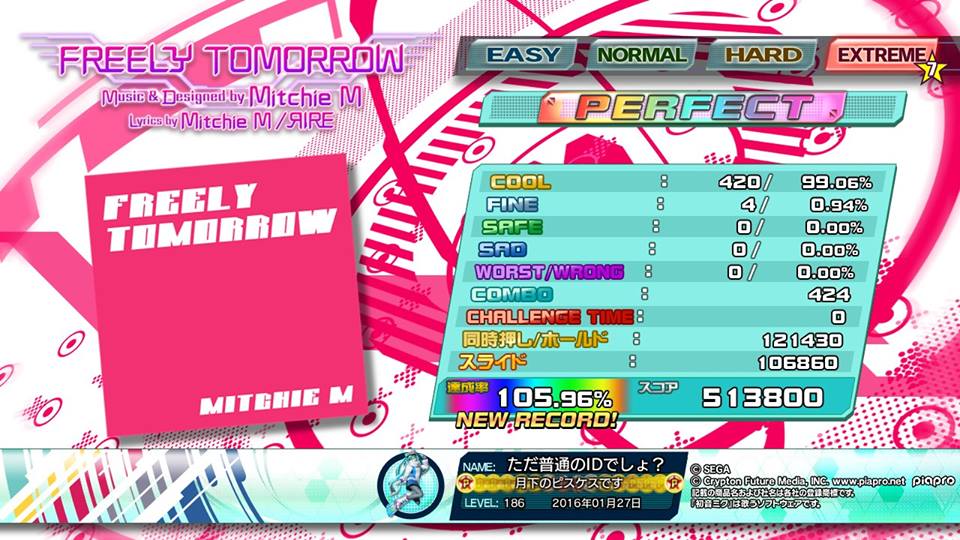 FREELY TOMORROW
Music & Designed by Mitchie M
Lyrics by Mitchie M/ЯIRE
EASY NORMAL HARD EXTREME 7
PERFECT
FREELY
TOMORROW
MITCHIE M
COOL : 420/ 99.06%
FINE : 4/ 0.94%
SAFE : 0/ 0.00%
SAD : 0/ 0.00%
WORST/WRONG : 0/ 0.00%
COMBO : 424
CHALLENGE TIME : 0
同時押し/ホールド : 121430
スライド : 106860
達成率 105.96% スコア 513800
NEW RECORD!
NAME: ただ普通のIDでしょ?
月下のピスケスです
LEVEL: 186 2016年01月27日
© SEGA
© Crypton Future Media, INC. www.piapro.net piapro
記載の商品名および社名は各社の登録商標です。
「初音ミク」は歌うソフトウェアです。